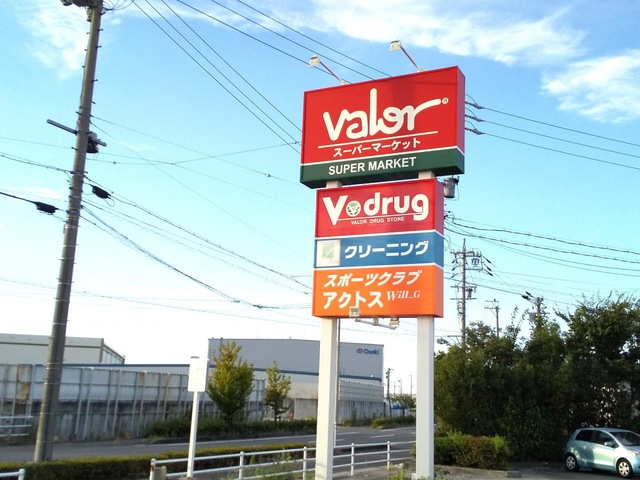 valor®
スーパーマーケット
SUPER MARKET
V drug
VALOR DRUG STORE
クリーニング
スポーツクラブ
アクトス Will_G